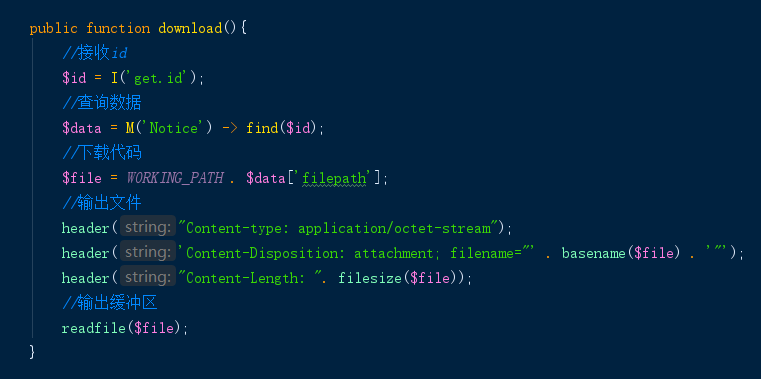 public function download(){
//接收id
$id = I('get.id');
//查询数据
$data = M('Notice') -> find($id);
//下载代码
$file = WORKING_PATH . $data['filepath'];
//输出文件
header( string: "Content-type: application/octet-stream");
header( string: 'Content-Disposition: attachment; filename="' . basename($file) . '"');
header( string: "Content-Length: ". filesize($file));
//输出缓冲区
readfile($file);
}